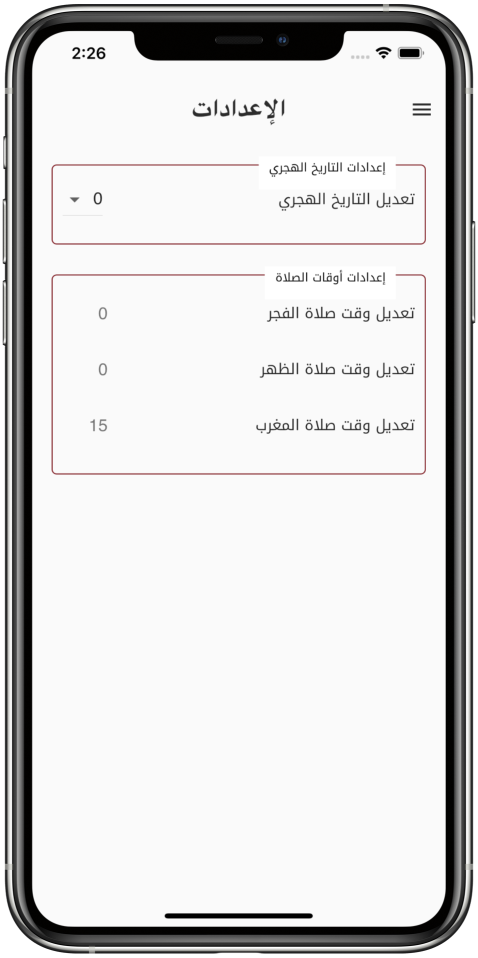 2:26
الإعدادات
إعدادات التاريخ الهجري
تعديل التاريخ الهجري 0
إعدادات أوقات الصلاة
تعديل وقت صلاة الفجر 0
تعديل وقت صلاة الظهر 0
تعديل وقت صلاة المغرب 15